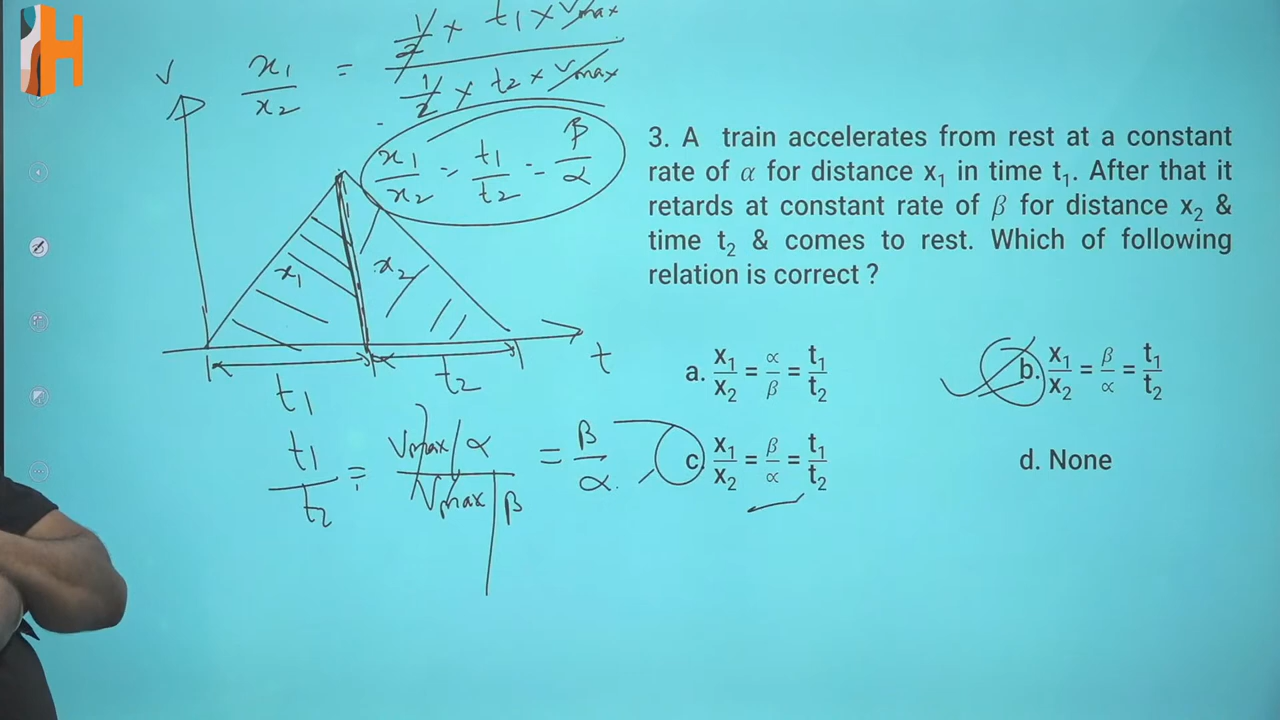 H
v
x₁/x₂ = (1/2 × t₁ × Vmax)/(1/2 × t₂ × Vmax)
x₁/x₂ = t₁/t₂ = β/α
x₁
x₂
t
t₁
t₂
t₁/t₂ = (Vmax/α)/(Vmax/β) = β/α
3. A train accelerates from rest at a constant
rate of α for distance x₁ in time t₁. After that it
retards at constant rate of β for distance x₂ &
time t₂ & comes to rest. Which of following
relation is correct ?
a. x₁/x₂ = α/β = t₁/t₂
b. x₁/x₂ = β/α = t₁/t₂
c. x₁/x₂ = β/α = t₁/t₂
d. None